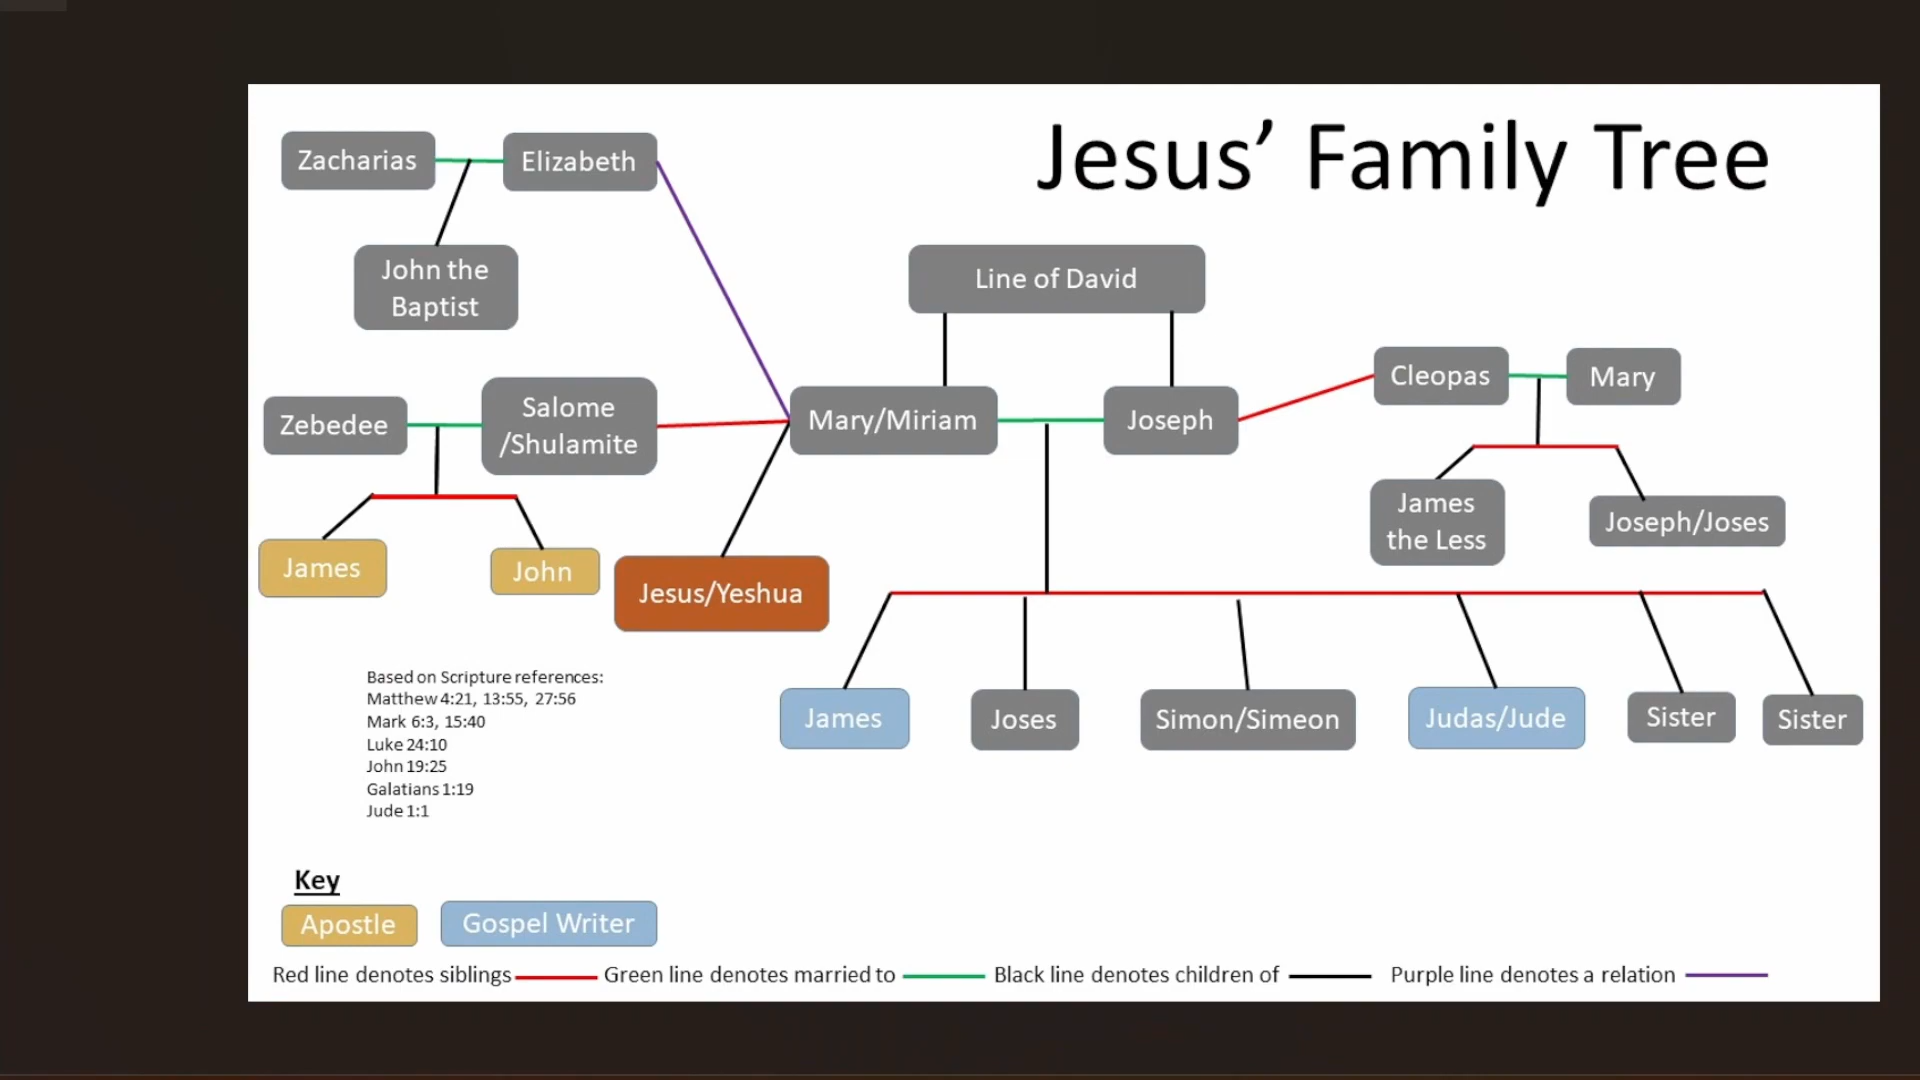 Jesus’ Family Tree
Zacharias
Elizabeth
John the
Baptist
Line of David
Zebedee
Salome
/Shulamite
Mary/Miriam
Joseph
Cleopas
Mary
James
John
Jesus/Yeshua
James
the Less
Joseph/Joses
James
Joses
Simon/Simeon
Judas/Jude
Sister
Sister
Based on Scripture references:
Matthew 4:21, 13:55, 27:56
Mark 6:3, 15:40
Luke 24:10
John 19:25
Galatians 1:19
Jude 1:1
Key
Apostle
Gospel Writer
Red line denotes siblings
Green line denotes married to
Black line denotes children of
Purple line denotes a relation